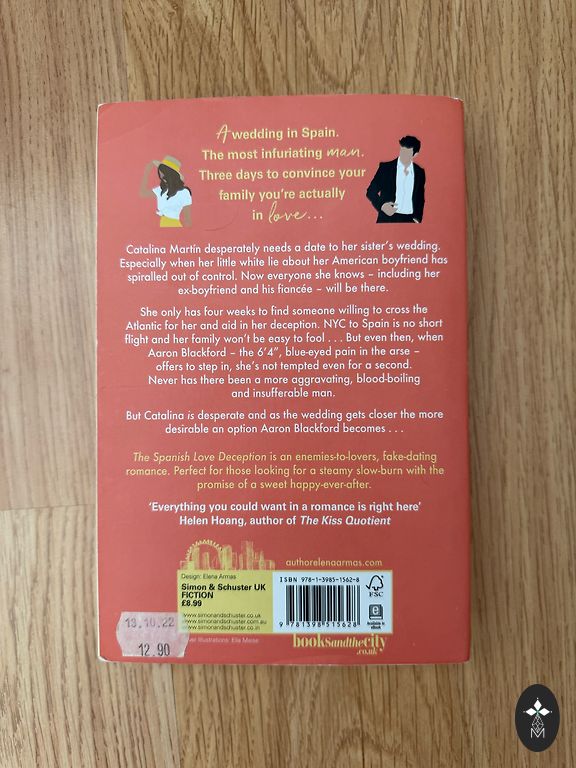 A wedding in Spain.
The most infuriating man.
Three days to convince your
family you're actually
in love...
Catalina Martín desperately needs a date to her sister's wedding.
Especially when her little white lie about her American boyfriend has
spiralled out of control. Now everyone she knows – including her
ex-boyfriend and his fiancée – will be there.
She only has four weeks to find someone willing to cross the
Atlantic for her and aid in her deception. NYC to Spain is no short
flight and her family won't be easy to fool . . . But even then, when
Aaron Blackford – the 6'4", blue-eyed pain in the arse –
offers to step in, she's not tempted even for a second.
Never has there been a more aggravating, blood-boiling
and insufferable man.
But Catalina is desperate and as the wedding gets closer the more
desirable an option Aaron Blackford becomes . . .
The Spanish Love Deception is an enemies-to-lovers, fake-dating
romance. Perfect for those looking for a steamy slow-burn with the
promise of a sweet happy-ever-after.
'Everything you could want in a romance is right here'
Helen Hoang, author of The Kiss Quotient
authorelenaarmas.com
Design: Elena Armas
Simon & Schuster UK
FICTION
£8.99
www.simonandschuster.co.uk
www.simonandschuster.com.au
www.simonandschuster.co.in
ISBN 978-1-3985-1562-8
9 781398 515628
FSC
e
Available as
eBook
13.10.22
12.90
Illustrations: Ella Maise
booksandthecity
.co.uk
M